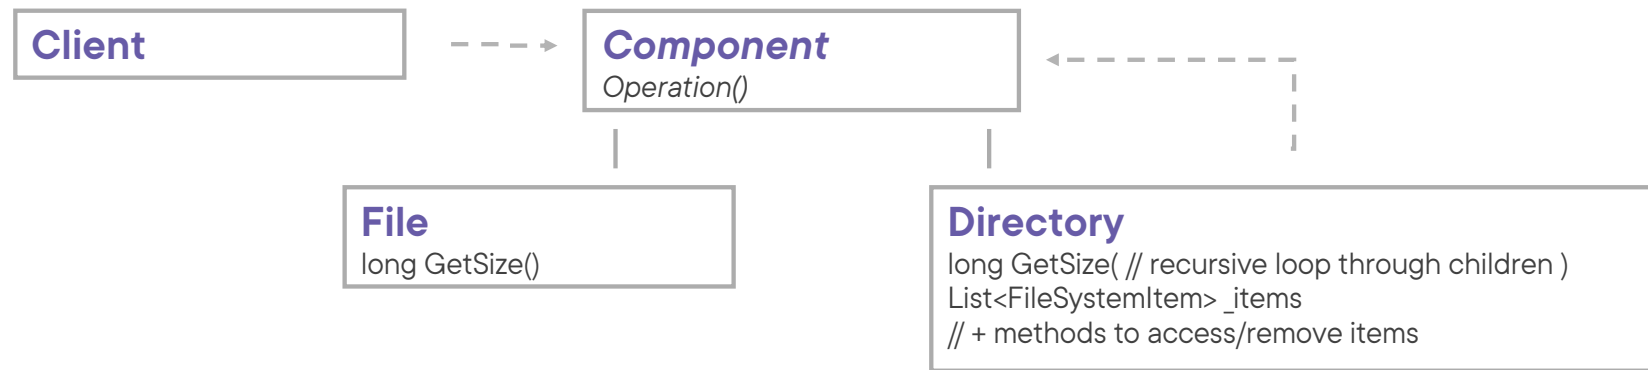 Client
Component
Operation()
File
long GetSize()
Directory
long GetSize( // recursive loop through children )
List<FileSystemItem> _items
// + methods to access/remove items